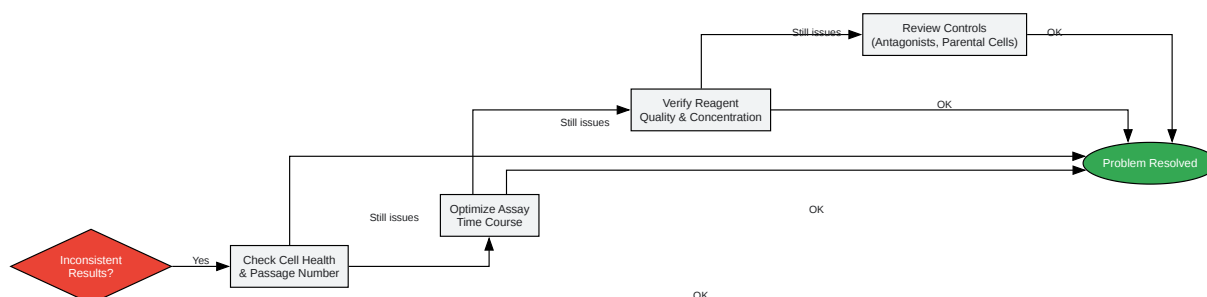 Review Controls
(Antagonists, Parental Cells)
Still issues
OK
Verify Reagent
Quality & Concentration
OK
Still issues
Problem Resolved
Optimize Assay
Time Course
Still issues
OK
Inconsistent
Results?
Yes
Check Cell Health
& Passage Number
OK